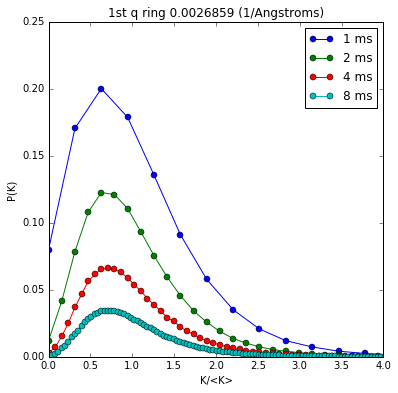 1st q ring 0.0026859 (1/Angstroms)
0.25
0.20
0.15
0.10
0.05
0.00
P(K)
1 ms
2 ms
4 ms
8 ms
0.0 0.5 1.0 1.5 2.0 2.5 3.0 3.5 4.0
K/<K>